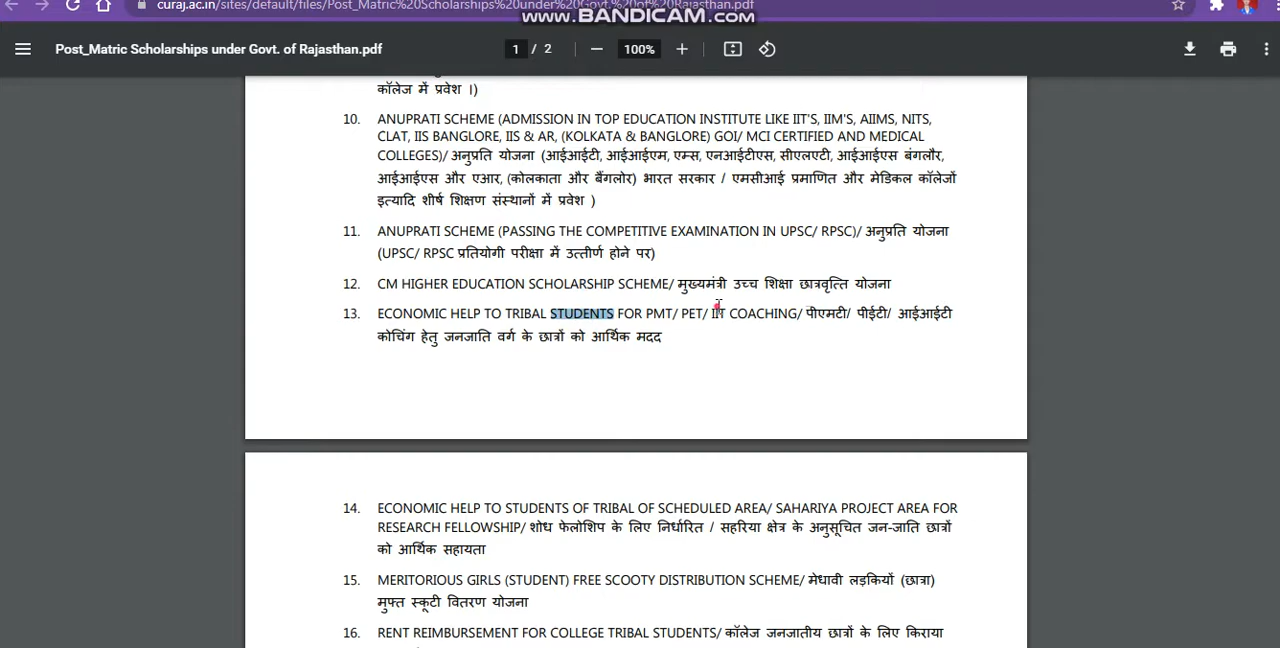 curaj.ac.in/sites/default/files/Post_Matric%20Scholarships%20under%20Govt.%20of%20Rajasthan.pdf
www.BANDICAM.com
Post_Matric Scholarships under Govt. of Rajasthan.pdf
1 / 2
100%
कॉलेज में प्रवेश ।)
10. ANUPRATI SCHEME (ADMISSION IN TOP EDUCATION INSTITUTE LIKE IIT'S, IIM'S, AIIMS, NITS,
CLAT, IIS BANGLORE, IIS & AR, (KOLKATA & BANGLORE) GOI/ MCI CERTIFIED AND MEDICAL
COLLEGES)/ अनुप्रति योजना (आईआईटी, आईआईएम, एम्स, एनआईटीएस, सीएलएटी, आईआईएस बंगलौर,
आईआईएस और एआर, (कोलकाता और बैंगलोर) भारत सरकार / एमसीआई प्रमाणित और मेडिकल कॉलेजों
इत्यादि शीर्ष शिक्षण संस्थानों में प्रवेश )
11. ANUPRATI SCHEME (PASSING THE COMPETITIVE EXAMINATION IN UPSC/ RPSC)/ अनुप्रति योजना
(UPSC/ RPSC प्रतियोगी परीक्षा में उत्तीर्ण होने पर)
12. CM HIGHER EDUCATION SCHOLARSHIP SCHEME/ मुख्यमंत्री उच्च शिक्षा छात्रवृत्ति योजना
13. ECONOMIC HELP TO TRIBAL STUDENTS FOR PMT/ PET/ IIT COACHING/ पीएमटी/ पीईटी/ आईआईटी
कोचिंग हेतु जनजाति वर्ग के छात्रों को आर्थिक मदद
14. ECONOMIC HELP TO STUDENTS OF TRIBAL OF SCHEDULED AREA/ SAHARIYA PROJECT AREA FOR
RESEARCH FELLOWSHIP/ शोध फेलोशिप के लिए निर्धारित / सहरिया क्षेत्र के अनुसूचित जन-जाति छात्रों
को आर्थिक सहायता
15. MERITORIOUS GIRLS (STUDENT) FREE SCOOTY DISTRIBUTION SCHEME/ मेधावी लड़कियों (छात्रा)
मुफ्त स्कूटी वितरण योजना
16. RENT REIMBURSEMENT FOR COLLEGE TRIBAL STUDENTS/ कॉलेज जनजातीय छात्रों के लिए किराया